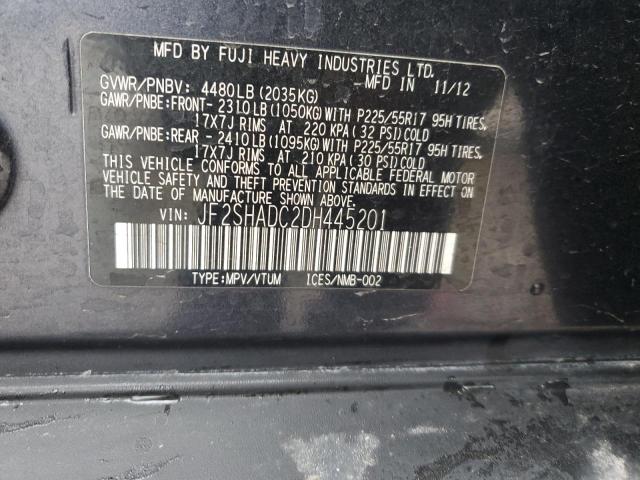 MFD BY FUJI HEAVY INDUSTRIES LTD.
MFD IN 11/12
GVWR/PNBV: 4480LB (2035KG)
GAWR/PNBE:FRONT- 2310LB (1050KG) WITH P225/55R17 95H TIRES,
17X7J RIMS AT 220 KPA (32 PSI) COLD
GAWR/PNBE:REAR - 2410LB (1095KG) WITH P225/55R17 95H TIRES,
17X7J RIMS AT 210 KPA (30 PSI) COLD
THIS VEHICLE CONFORMS TO ALL APPLICABLE FEDERAL MOTOR
VEHICLE SAFETY AND THEFT PREVENTION STANDARDS IN EFFECT ON
THE DATE OF MANUFACTURE SHOWN ABOVE.
VIN: JF2SHADC2DH445201
TYPE:MPV/VTUM ICES/NMB-002